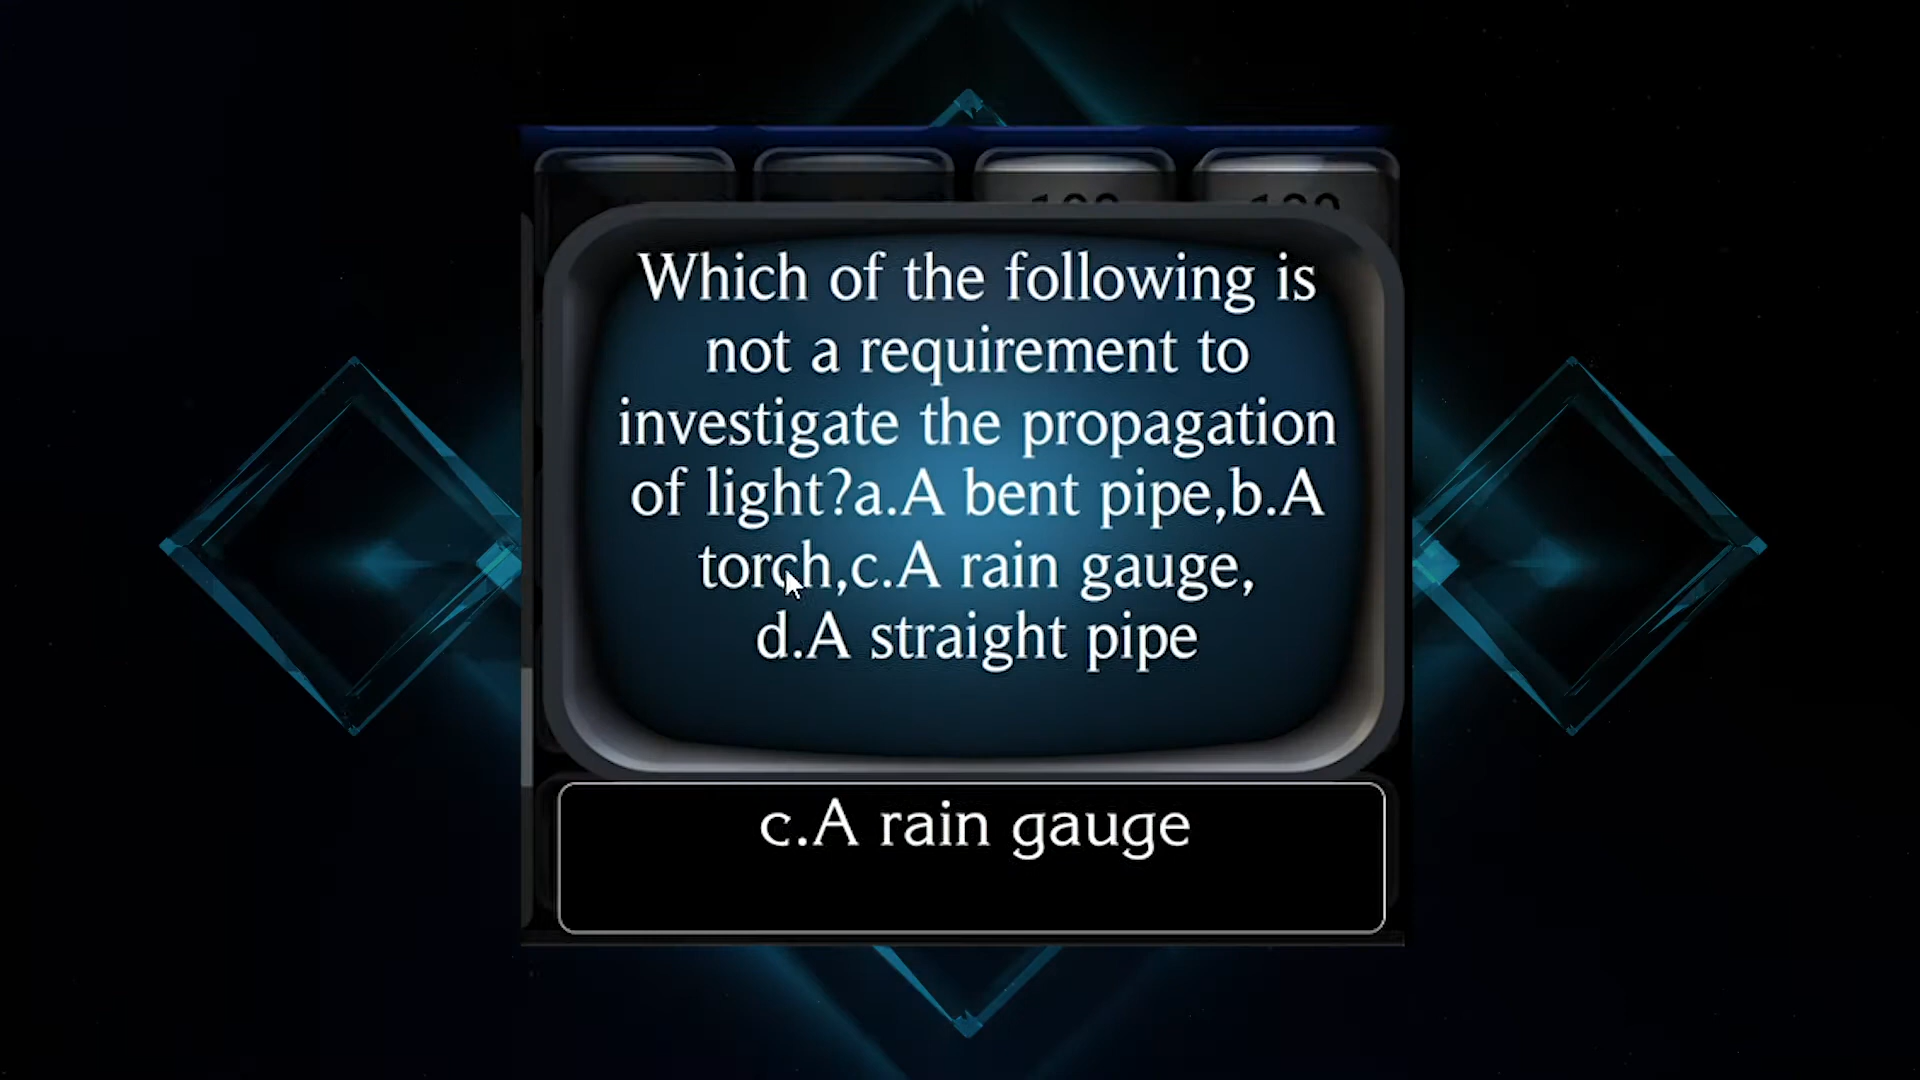 Which of the following is
not a requirement to
investigate the propagation
of light?a.A bent pipe,b.A
torch,c.A rain gauge,
d.A straight pipe
c.A rain gauge